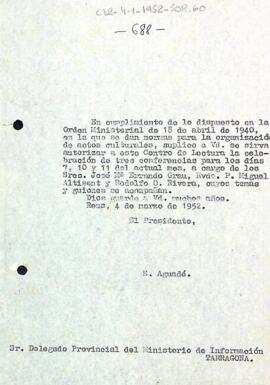 CDR-4-1-1952-SOR.60
- 688 -
En cumplimiento de lo dispuesto en la
Orden Ministerial de 15 de abril de 1940,
en la que se dan normas para la organización
de actos culturales, suplico a Vd. se sirva
autorizar a este Centro de Lectura la cele-
bración de tres conferencias para los días
7, 10 y 11 del actual mes, a cargo de los
Sres. José Mª Errando Grau, Rvdo. P. Miguel
Altisent y Rodolfo O. Rivera, cuyos temas
y guiones se acompañan.
Dios guarde a Vd. muchos años.
Reus, 4 de marzo de 1952.
El Presidente,
E. Aguadé.
Sr. Delegado Provincial del Ministerio de Información
TARRAGONA.